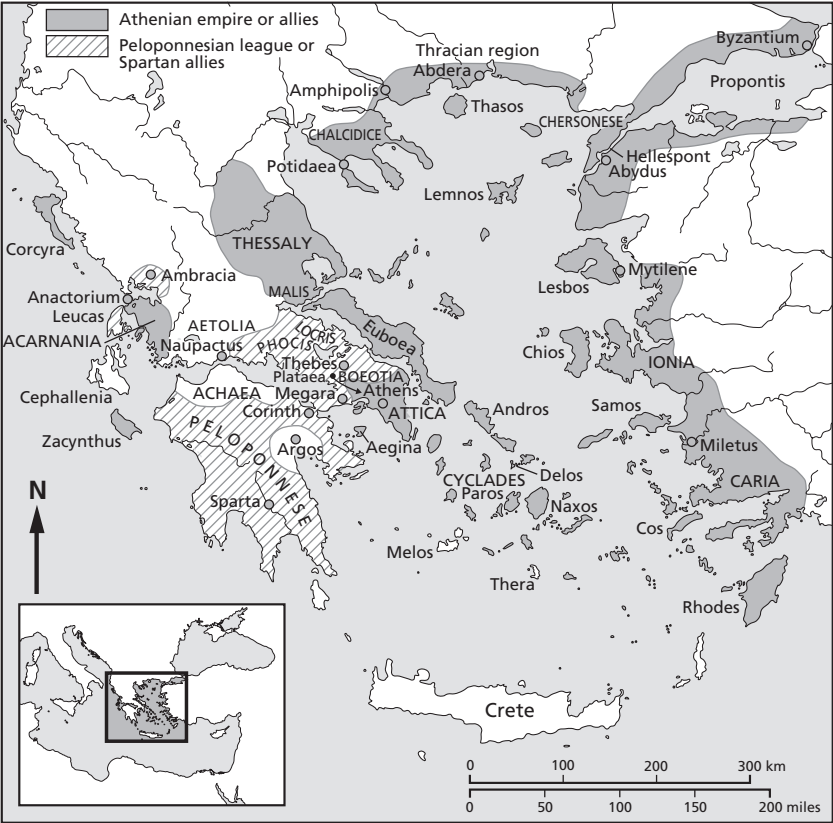 Athenian empire or allies
Peloponnesian league or
Spartan allies
Byzantium
Thracian region
Abdera
Propontis
Amphipolis
Thasos
CHALCIDICE
CHERSONESE
Hellespont
Potidaea
Abydus
Lemnos
Corcyra
THESSALY
Ambracia
Mytilene
Lesbos
Anactorium
MALIS
Leucas
AETOLIA
LOCRIS
Euboea
ACARNANIA
Naupactus
PHOCIS
Chios
IONIA
Thebes
Plataea
BOEOTIA
Cephallenia
ACHAEA
Megara
Athens
Corinth
ATTICA
Andros
Samos
Zacynthus
PELOPONNESE
Argos
Aegina
Miletus
CYCLADES
Delos
CARIA
N
Sparta
Paros
Naxos
Cos
Melos
Thera
Rhodes
Crete
0 100 200 300 km
0 50 100 150 200 miles